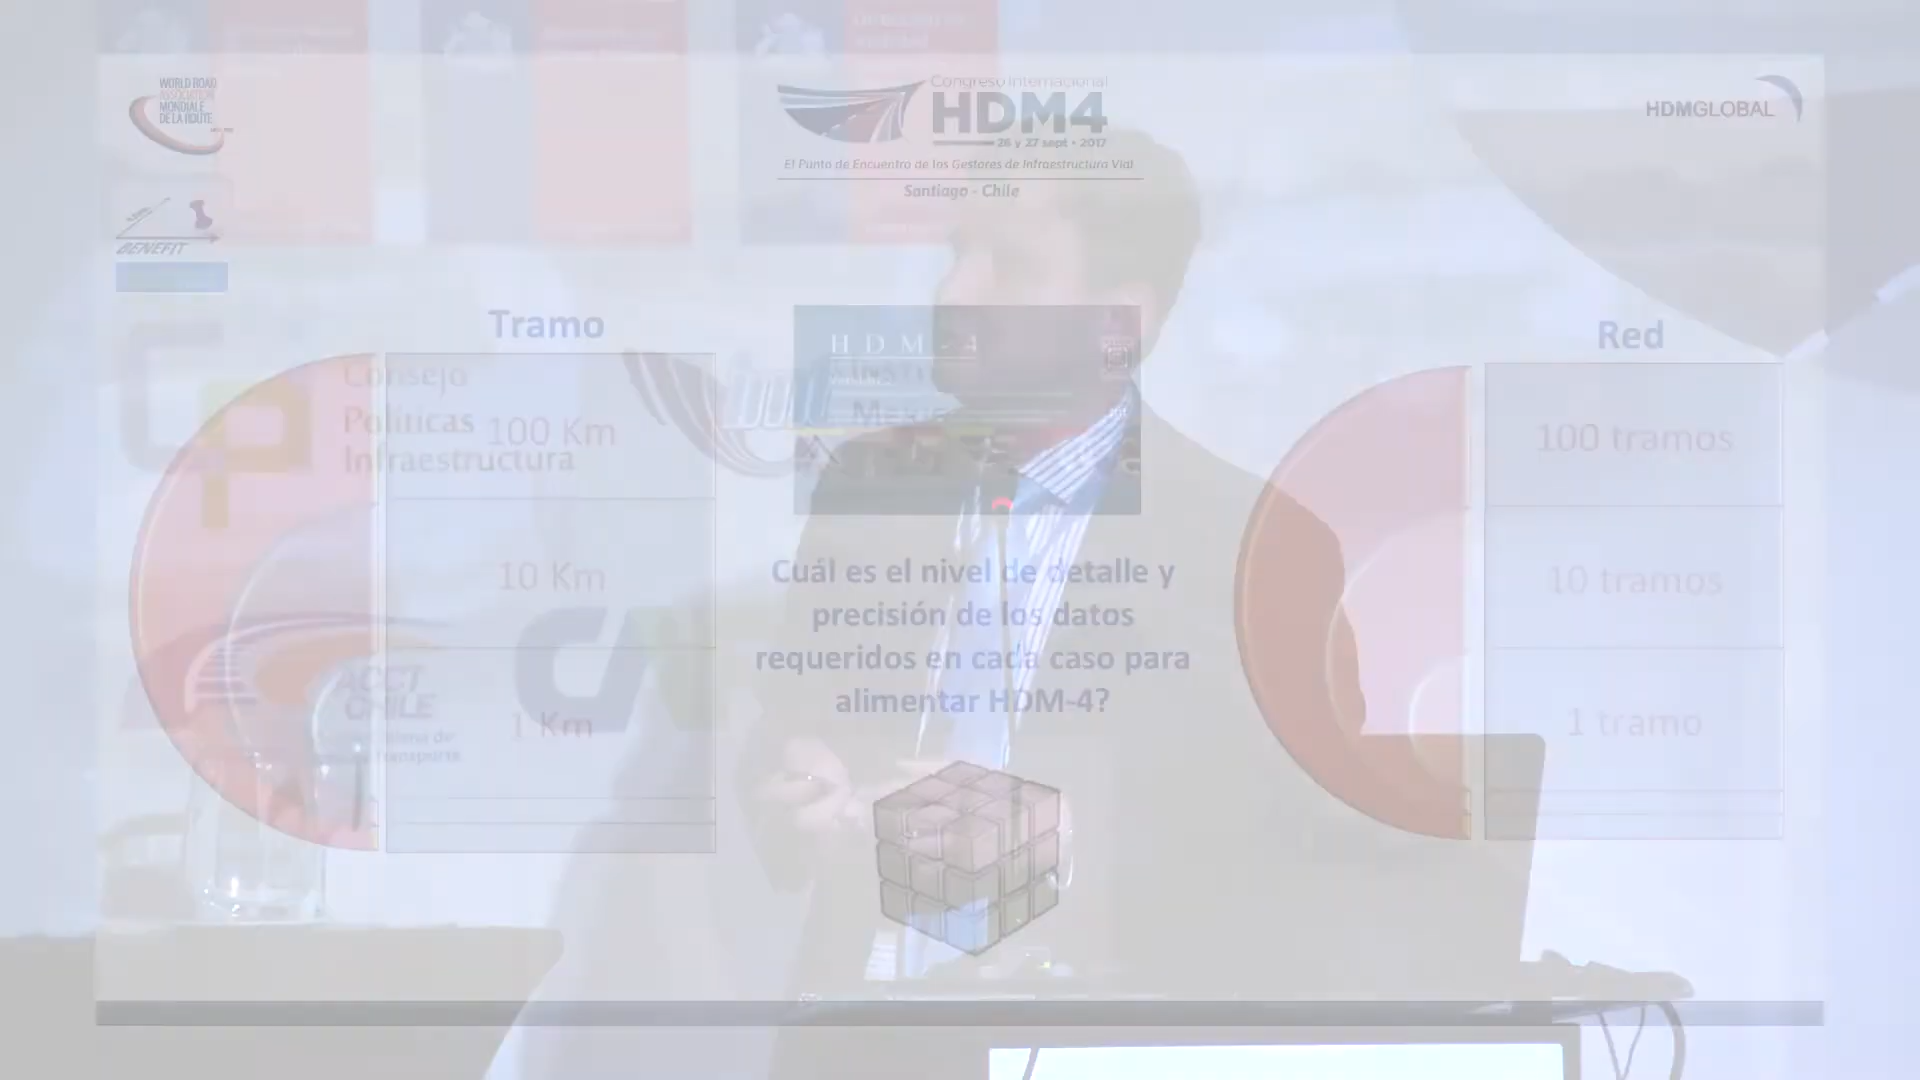 WORLD ROAD
ASSOCIATION
MONDIALE
DE LA ROUTE
Congreso Internacional
HDM4
26 y 27 sept • 2017
El Punto de Encuentro de los Gestores de Infraestructura Vial
Santiago - Chile
HDMGLOBAL
BENEFIT
Tramo
100 Km
10 Km
1 Km
HDM-4
Cuál es el nivel de detalle y
precisión de los datos
requeridos en cada caso para
alimentar HDM-4?
Red
100 tramos
10 tramos
1 tramo
Consejo
Políticas
Infraestructura
ACCT
CHILE